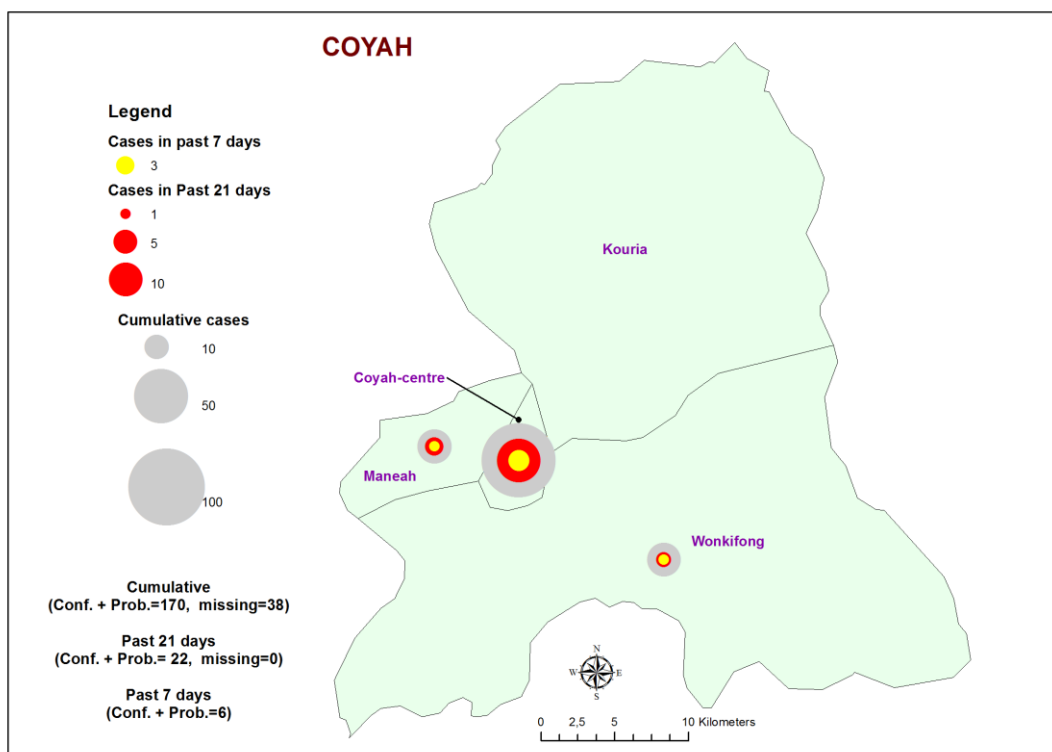 COYAH
Legend
Cases in past 7 days
3
Cases in Past 21 days
1
5
10
Cumulative cases
10
50
100
Kouria
Coyah-centre
Maneah
Wonkifong
Cumulative
(Conf. + Prob.=170, missing=38)
Past 21 days
(Conf. + Prob.= 22, missing=0)
Past 7 days
(Conf. + Prob.=6)
N
W E
S
0 2,5 5 10 Kilometers